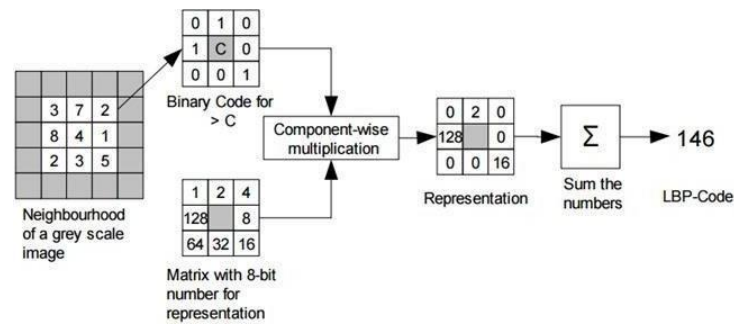 0 1 0
1 C 0
0 0 1
Binary Code for
> C
3 7 2
8 4 1
2 3 5
Neighbourhood
of a grey scale
image
1 2 4
128 8
64 32 16
Matrix with 8-bit
number for
representation
Component-wise
multiplication
0 2 0
128 0
0 0 16
Representation
Σ
Sum the
numbers
146
LBP-Code